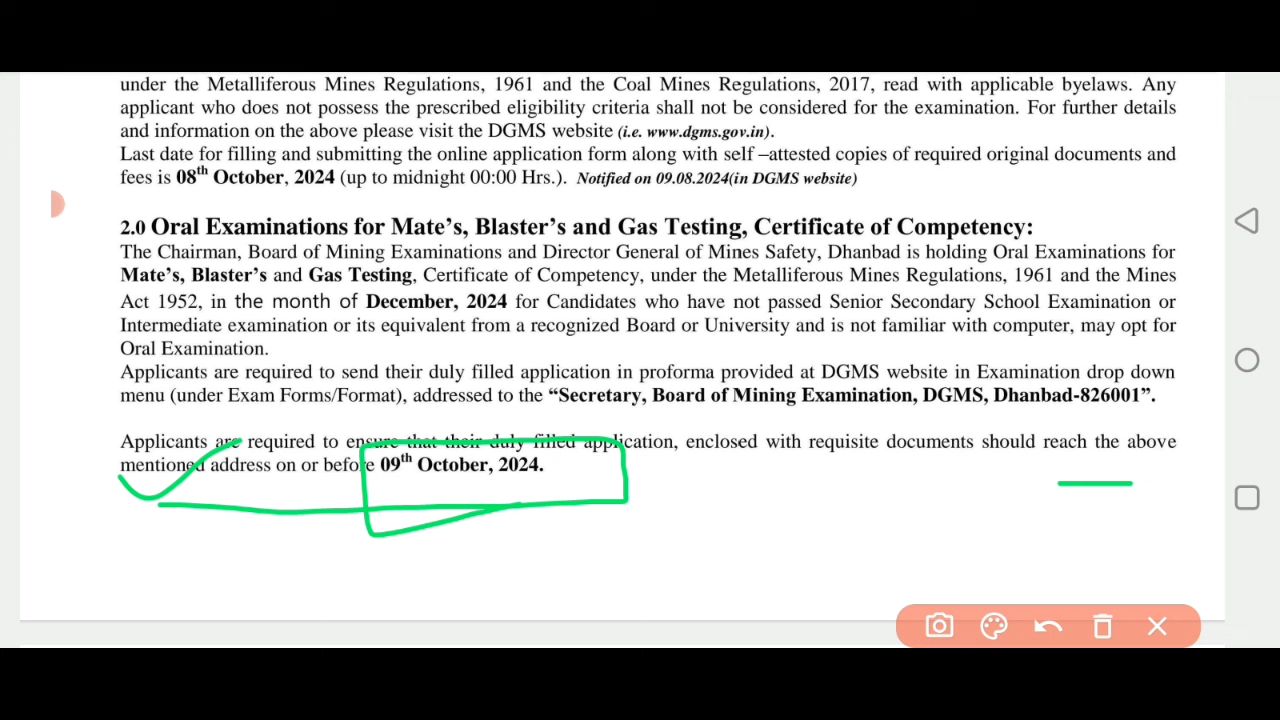 under the Metalliferous Mines Regulations, 1961 and the Coal Mines Regulations, 2017, read with applicable byelaws. Any
applicant who does not possess the prescribed eligibility criteria shall not be considered for the examination. For further details
and information on the above please visit the DGMS website (i.e. www.dgms.gov.in).
Last date for filling and submitting the online application form along with self –attested copies of required original documents and
fees is 08th October, 2024 (up to midnight 00:00 Hrs.). Notified on 09.08.2024(in DGMS website)
2.0 Oral Examinations for Mate’s, Blaster’s and Gas Testing, Certificate of Competency:
The Chairman, Board of Mining Examinations and Director General of Mines Safety, Dhanbad is holding Oral Examinations for
Mate’s, Blaster’s and Gas Testing, Certificate of Competency, under the Metalliferous Mines Regulations, 1961 and the Mines
Act 1952, in the month of December, 2024 for Candidates who have not passed Senior Secondary School Examination or
Intermediate examination or its equivalent from a recognized Board or University and is not familiar with computer, may opt for
Oral Examination.
Applicants are required to send their duly filled application in proforma provided at DGMS website in Examination drop down
menu (under Exam Forms/Format), addressed to the “Secretary, Board of Mining Examination, DGMS, Dhanbad-826001”.
Applicants are required to ensure that their duly filled application, enclosed with requisite documents should reach the above
mentioned address on or before 09th October, 2024.